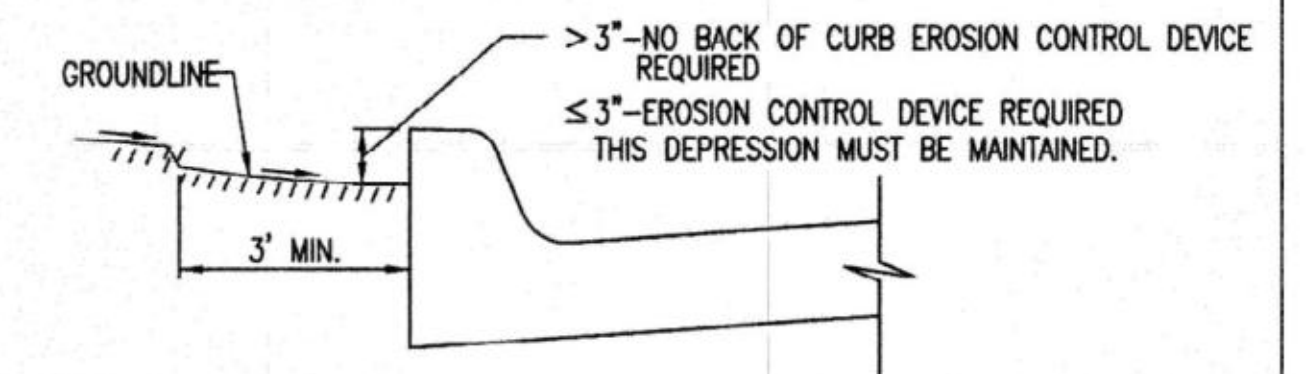 > 3"-NO BACK OF CURB EROSION CONTROL DEVICE
REQUIRED
GROUNDLINE
≤ 3"-EROSION CONTROL DEVICE REQUIRED
THIS DEPRESSION MUST BE MAINTAINED.
3' MIN.